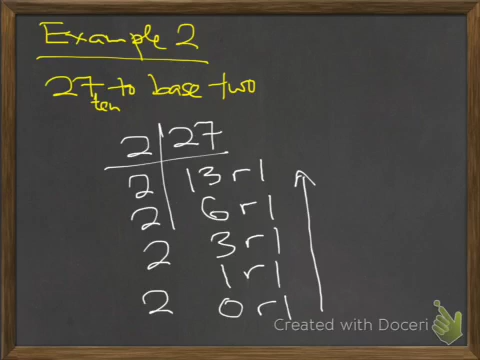 Example 2
27ten to base two
2 27
2 13 r 1
2 6 r 1
2 3 r 1
1 r 1
2 0 r 1
Created with Doceri